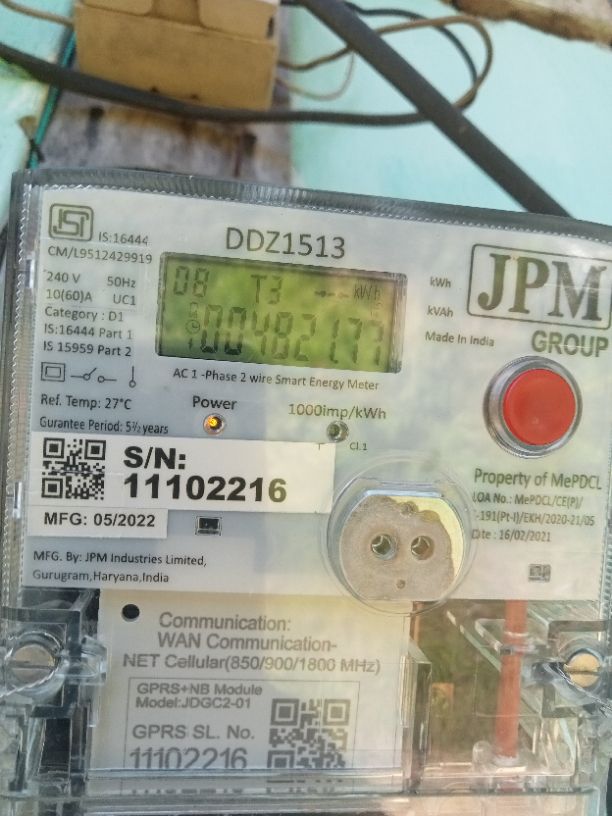 IS:16444
CM/L9512429919
DDZ1513
240 V 50Hz
10(60)A UC1
Category : D1
IS:16444 Part 1
IS 15959 Part 2
08 T3 kWh
004821.77
kWh
kVAh
Made In India
JPM
GROUP
AC 1 -Phase 2 wire Smart Energy Meter
Ref. Temp: 27°C
Gurantee Period: 5½ years
Power
1000imp/kWh
T Cl.1
S/N:
11102216
MFG: 05/2022
Property of MePDCL
LOA No.: MePDCL/CE(P)/
-191(Pt-I)/EKH/2020-21/05
Date : 16/02/2021
MFG. By: JPM Industries Limited,
Gurugram,Haryana,India
Communication:
WAN Communication-
NET Cellular(850/900/1800 MHz)
GPRS+NB Module
Model:JDGC2-01
GPRS SL. No.
11102216